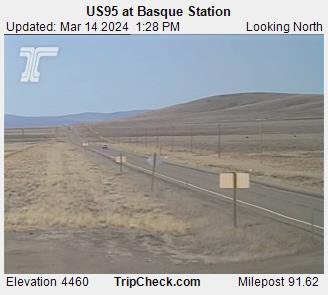 US95 at Basque Station
Updated: Mar 14 2024 1:28 PM Looking North
Elevation 4460 TripCheck.com Milepost 91.62